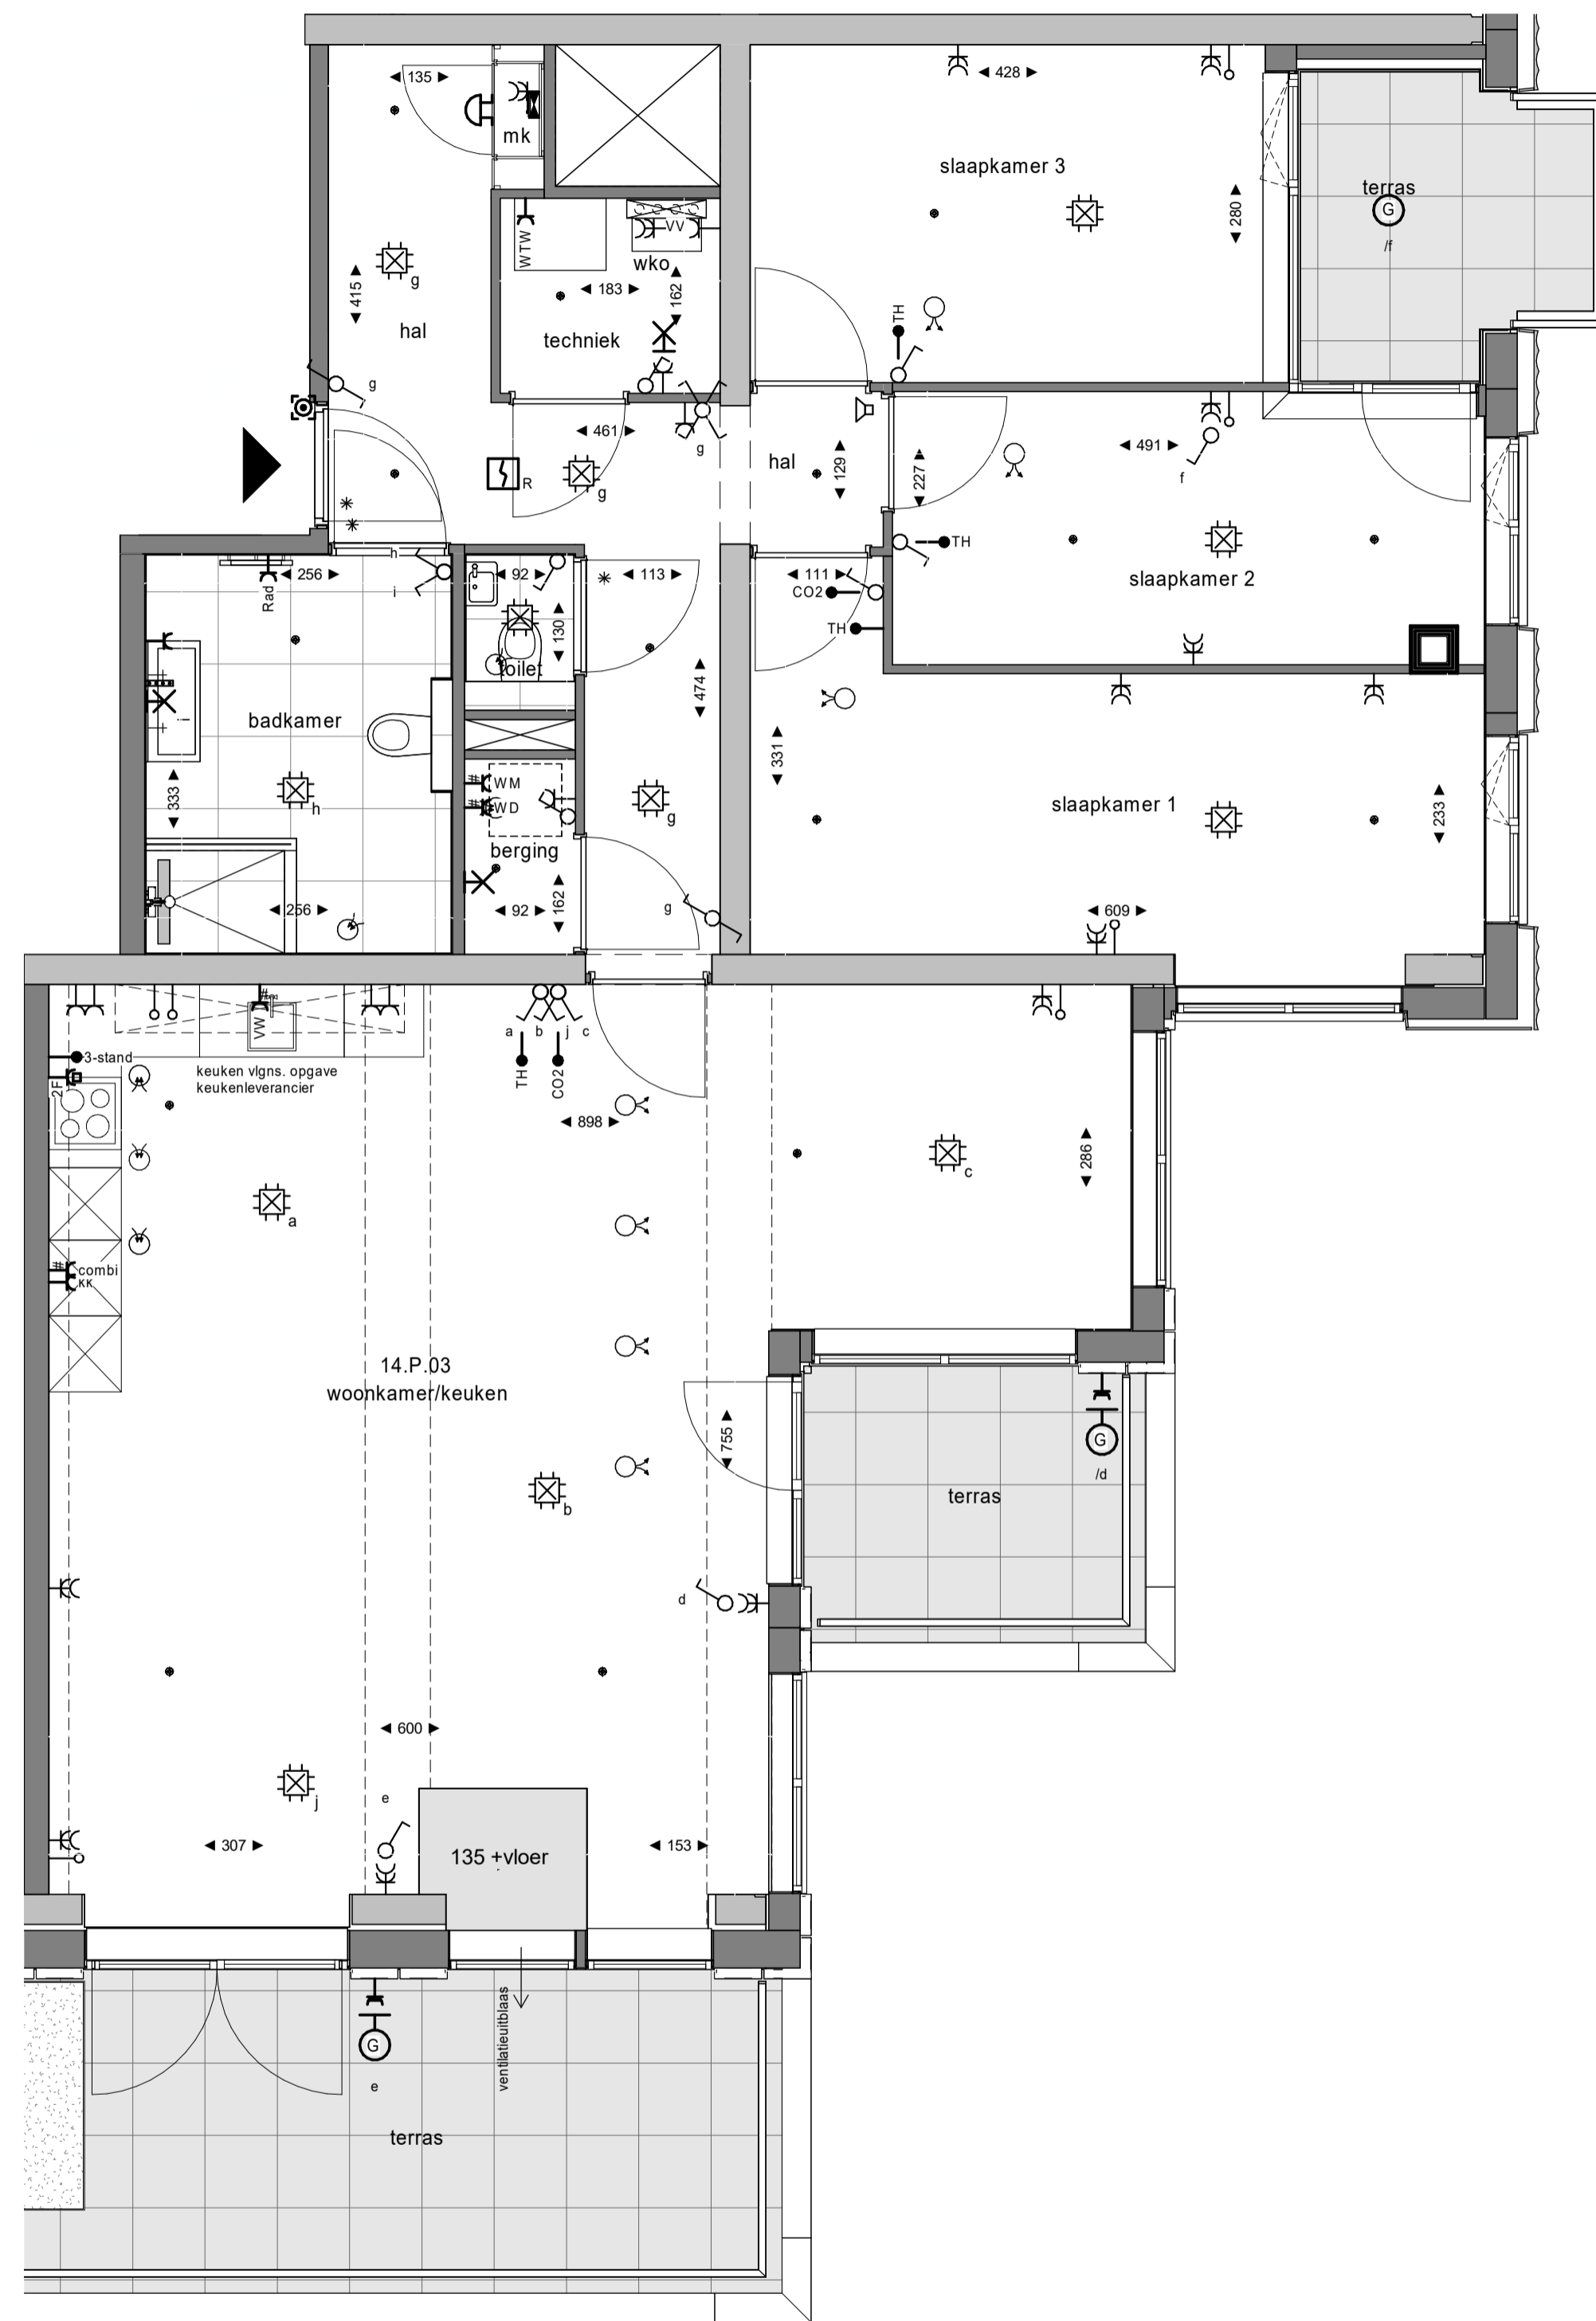 135
428
mk
slaapkamer 3
terras
G
/f
280
WTW
VV
wko
183
162
415
g
hal
techniek
TH
g
461
g
hal
129
227
491
f
R
g
h
i
256
Rad
92
130
toilet
113
111
CO2
TH
TH
slaapkamer 2
474
badkamer
331
333
h
WM
WD
berging
g
slaapkamer 1
233
256
92
162
g
609
3-stand
2F
VW
keuken vlgns. opgave
keukenleverancier
a
b
j
c
TH
CO2
898
286
c
a
combi
KK
14.P.03
woonkamer/keuken
755
G
/d
terras
b
d
600
j
e
307
135 +vloer
153
G
e
ventilatieuitblaas
terras